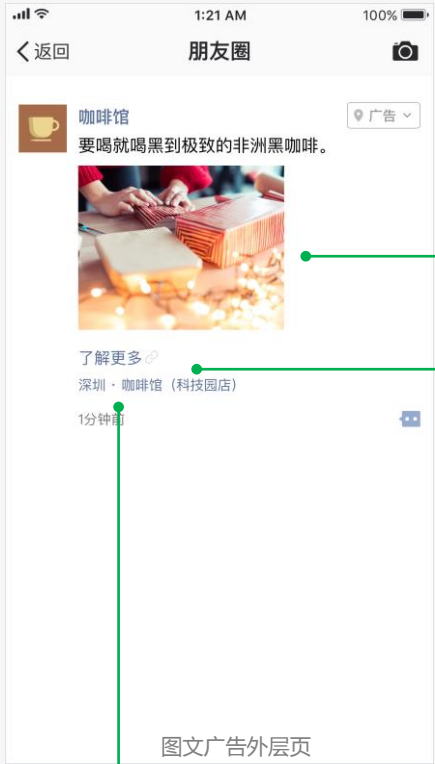 1:21 AM
100%
返回
朋友圈
咖啡馆
广告
要喝就喝黑到极致的非洲黑咖啡。
了解更多
深圳 · 咖啡馆（科技园店）
1分钟前
图文广告外层页